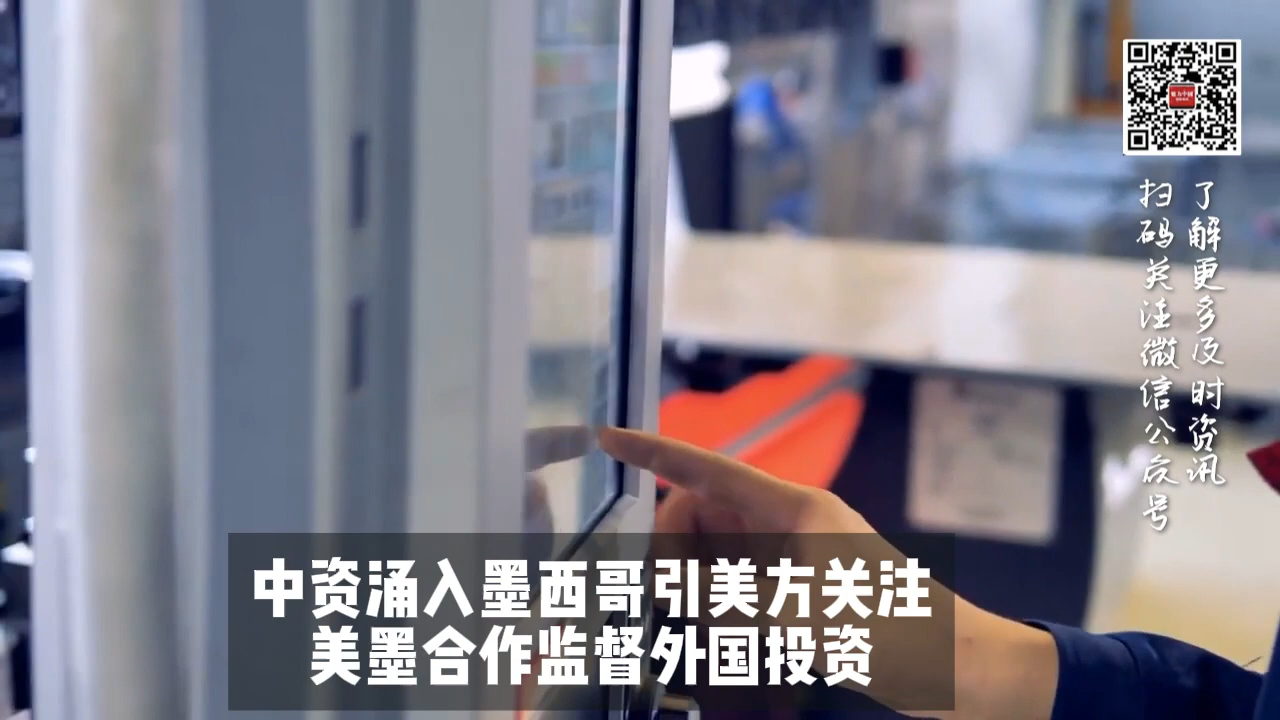 了解更多及时资讯
扫码关注微信公众号
中资涌入墨西哥引美方关注
美墨合作监督外国投资